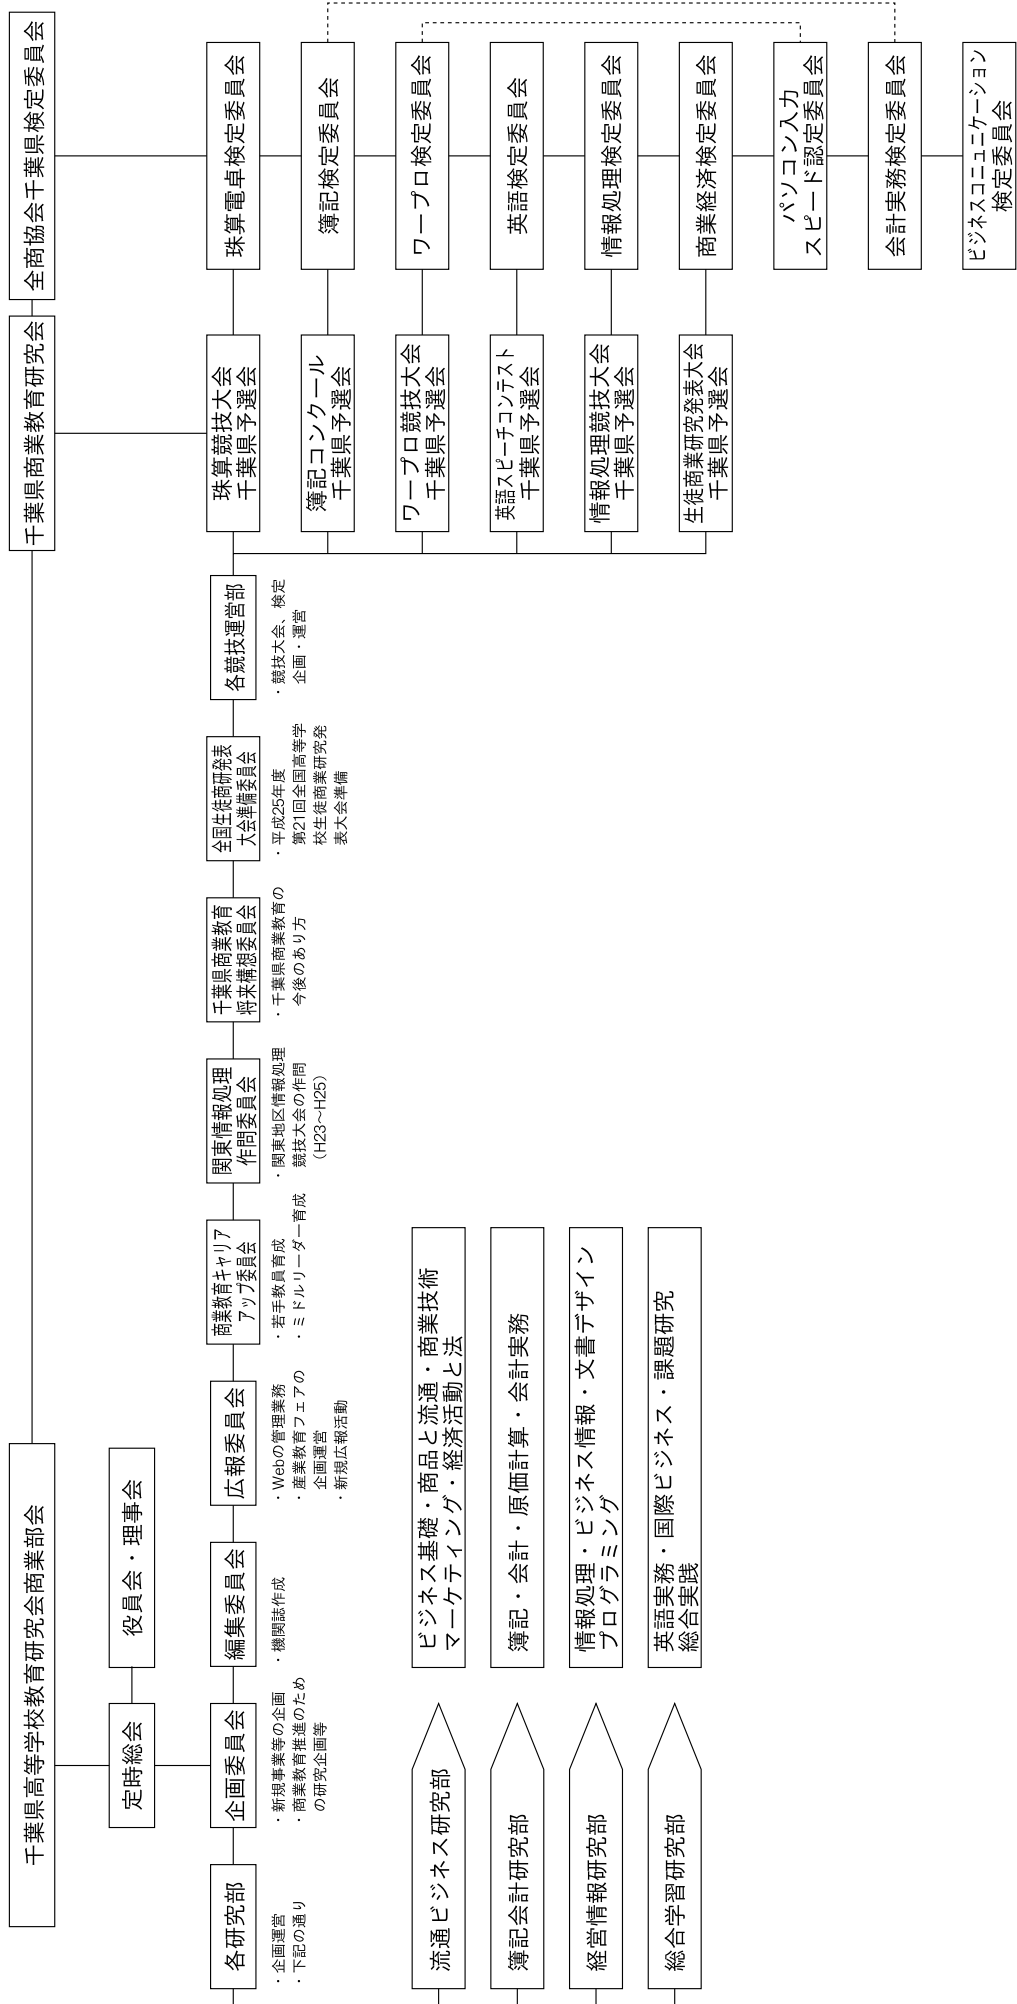 千葉県高等学校教育研究会商業部会
千葉県商業教育研究会
全商協会千葉県検定委員会
定時総会
役員会・理事会
各研究部
・企画運営
・下記の通り
企画委員会
・新規事業等の企画
・商業教育推進のため
の研究企画等
編集委員会
・機関誌作成
広報委員会
・Webの管理業務
・産業教育フェアの
企画運営
・新規広報活動
商業教育キャリア
アップ委員会
・若手教員育成
・ミドルリーダー育成
関東情報処理
作問委員会
・関東地区情報処理
競技大会の作問
（H23～H25）
千葉県商業教育
将来構想委員会
・千葉県商業教育の
今後のあり方
全国生徒商研発表
大会準備委員会
・平成25年度
第21回全国高等学
校生徒商業研究発
表大会準備
各競技運営部
・競技大会、検定
企画・運営
珠算競技大会
千葉県予選会
珠算電卓検定委員会
簿記コンクール
千葉県予選会
簿記検定委員会
ワープロ競技大会
千葉県予選会
ワープロ検定委員会
英語スピーチコンテスト
千葉県予選会
英語検定委員会
情報処理競技大会
千葉県予選会
情報処理検定委員会
生徒商業研究発表大会
千葉県予選会
商業経済検定委員会
パソコン入力
スピード認定委員会
会計実務検定委員会
ビジネスコニュニケーション
検定委員会
流通ビジネス研究部
ビジネス基礎・商品と流通・商業技術
マーケティング・経済活動と法
簿記会計研究部
簿記・会計・原価計算・会計実務
経営情報研究部
情報処理・ビジネス情報・文書デザイン
プログラミング
総合学習研究部
英語実務・国際ビジネス・課題研究
総合実践